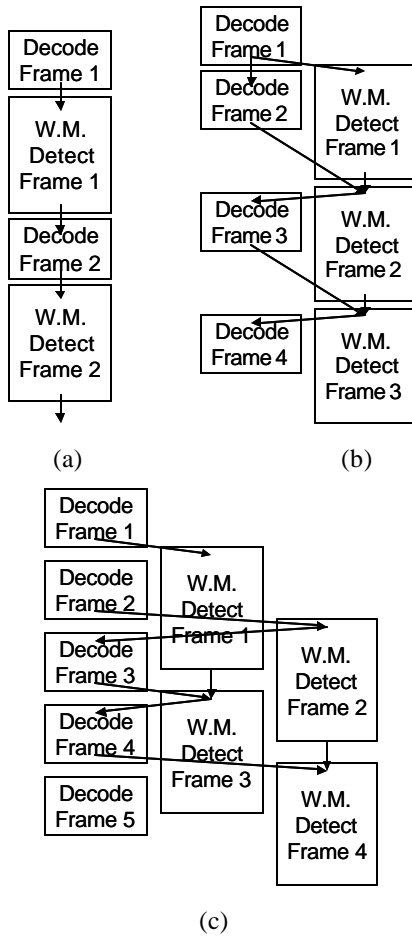 Decode
Frame 1
W.M.
Detect
Frame 1
Decode
Frame 2
W.M.
Detect
Frame 2
(a)
Decode
Frame 1
Decode
Frame 2
W.M.
Detect
Frame 1
Decode
Frame 3
W.M.
Detect
Frame 2
Decode
Frame 4
W.M.
Detect
Frame 3
(b)
Decode
Frame 1
W.M.
Detect
Frame 1
Decode
Frame 2
W.M.
Detect
Frame 2
Decode
Frame 3
W.M.
Detect
Frame 3
Decode
Frame 4
W.M.
Detect
Frame 4
Decode
Frame 5
(c)